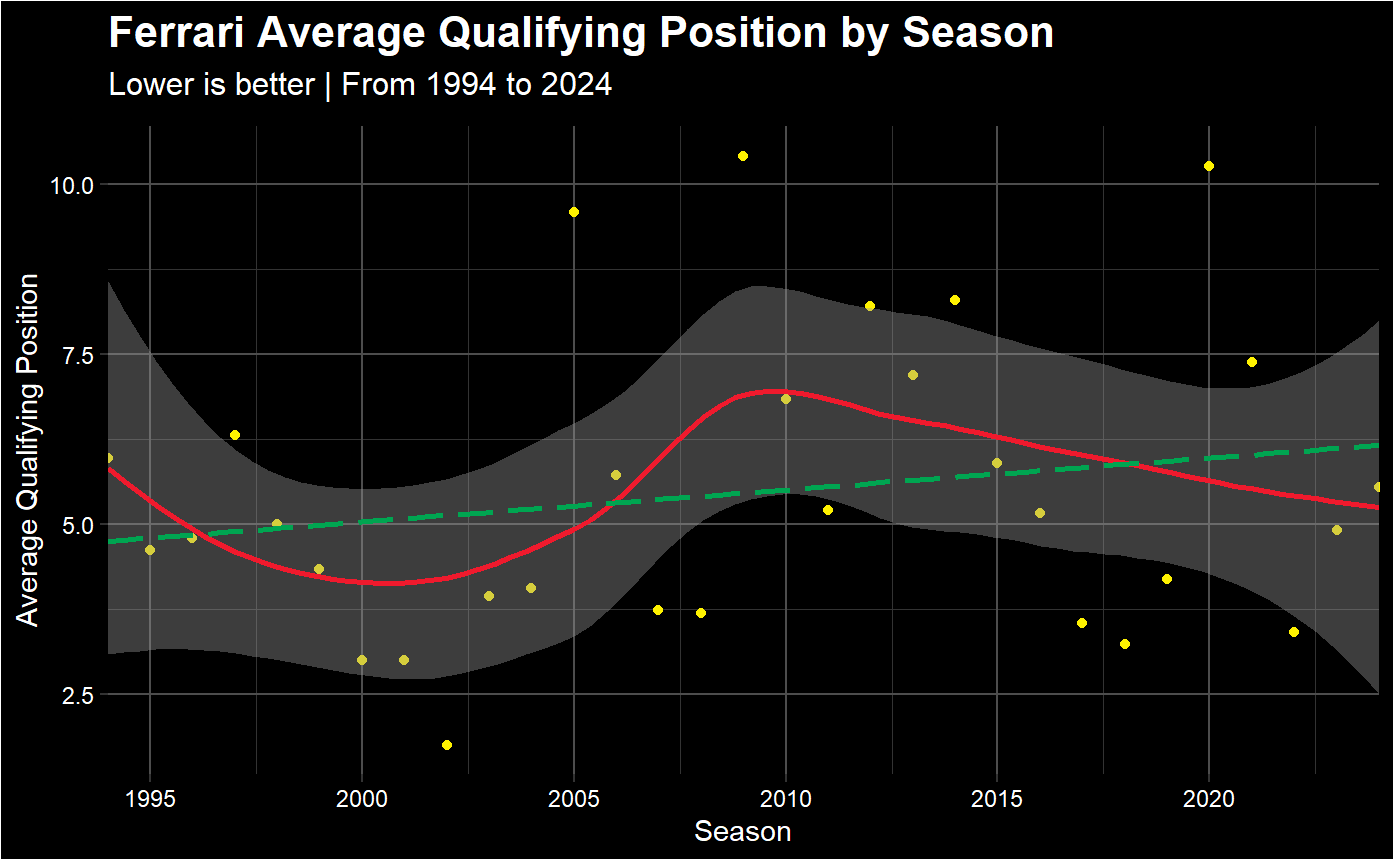 Ferrari Average Qualifying Position by Season
Lower is better | From 1994 to 2024
Average Qualifying Position
10.0
7.5
5.0
2.5
1995 2000 2005 2010 2015 2020
Season